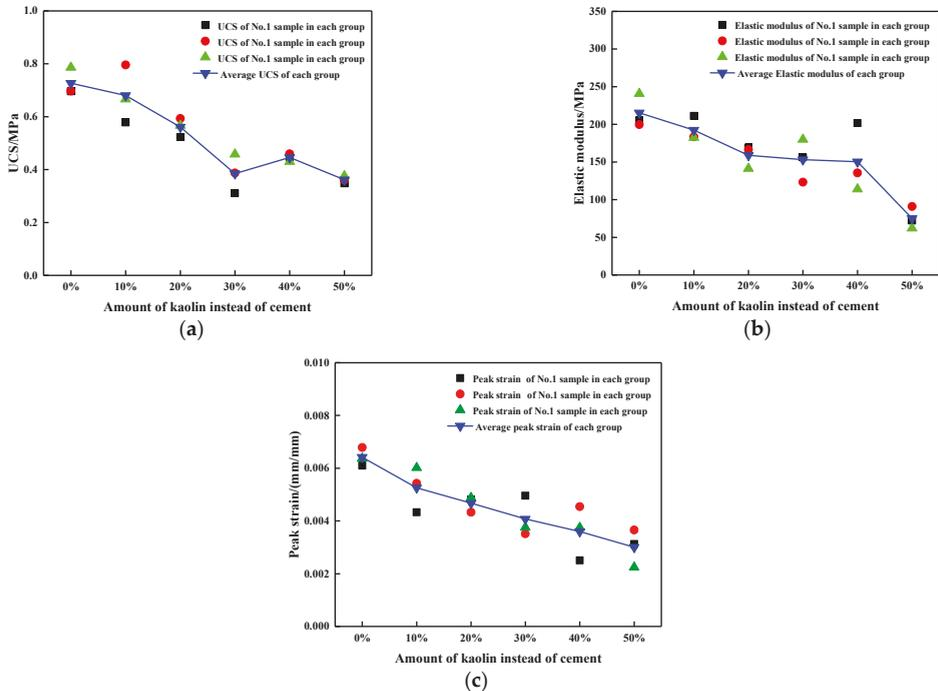 UCS of No.1 sample in each group
UCS of No.1 sample in each group
UCS of No.1 sample in each group
Average UCS of each group
1.0
0.8
0.6
0.4
0.2
0.0
UCS/MPa
0% 10% 20% 30% 40% 50%
Amount of kaolin instead of cement
(a)
Elastic modulus of No.1 sample in each group
Elastic modulus of No.1 sample in each group
Elastic modulus of No.1 sample in each group
Average Elastic modulus of each group
350
300
250
200
150
100
50
0
Elastic modulus/MPa
0% 10% 20% 30% 40% 50%
Amount of kaolin instead of cement
(b)
Peak strain of No.1 sample in each group
Peak strain of No.1 sample in each group
Peak strain of No.1 sample in each group
Average peak strain of each group
0.010
0.008
0.006
0.004
0.002
0.000
Peak strain/(mm/mm)
0% 10% 20% 30% 40% 50%
Amount of kaolin instead of cement
(c)